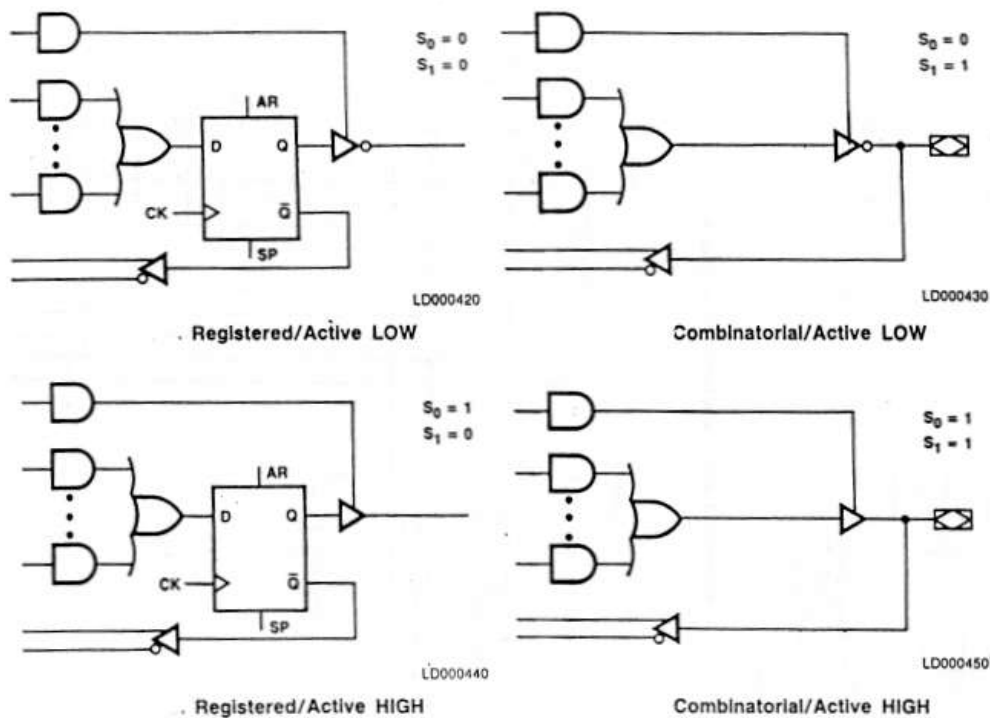 S0 = 0
S1 = 0
AR
D Q
CK
Q̅
SP
LD000420
Registered/Active LOW
S0 = 0
S1 = 1
LD000430
Combinatorial/Active LOW
S0 = 1
S1 = 0
AR
D Q
CK
Q̅
SP
LD000440
Registered/Active HIGH
S0 = 1
S1 = 1
LD000450
Combinatorial/Active HIGH